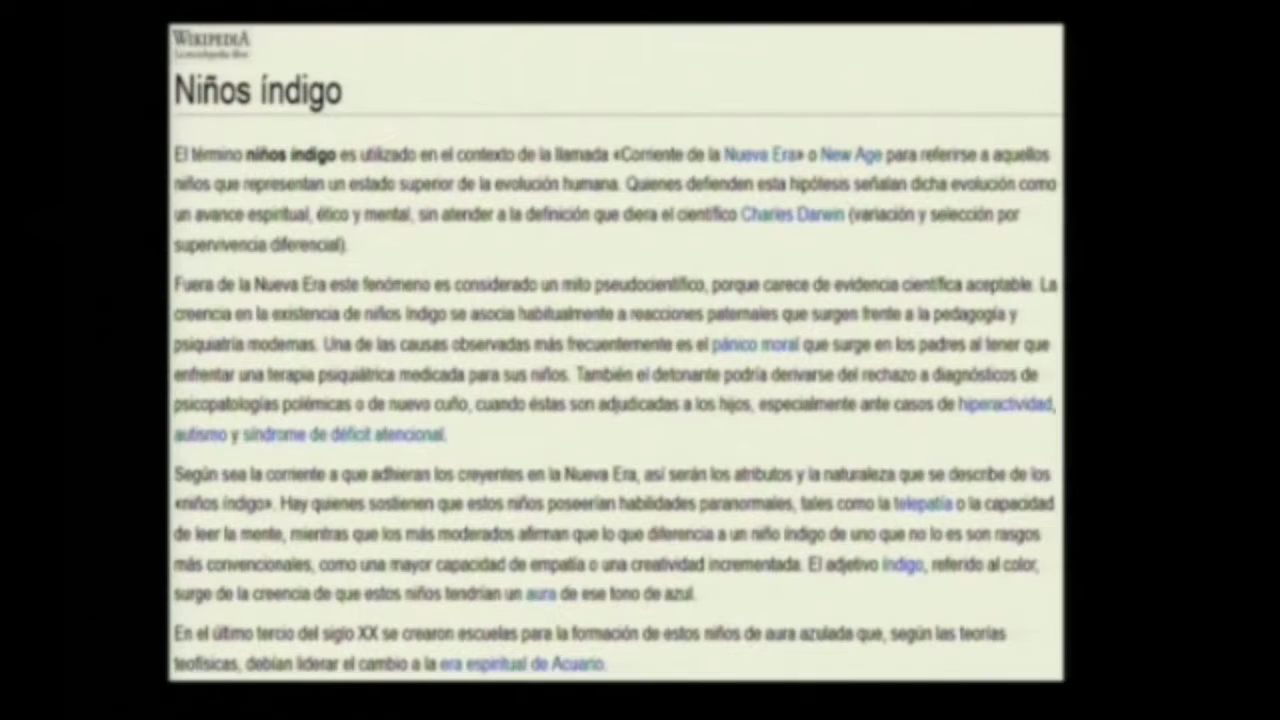 WIKIPEDIA
La enciclopedia libre
Niños índigo
El término niños índigo es utilizado en el contexto de la llamada «Corriente de la Nueva Era» o New Age para referirse a aquellos
niños que representan un estado superior de la evolución humana. Quienes defienden esta hipótesis señalan dicha evolución como
un avance espiritual, ético y mental, sin atender a la definición que diera el científico Charles Darwin (variación y selección por
supervivencia diferencial).
Fuera de la Nueva Era este fenómeno es considerado un mito pseudocientífico, porque carece de evidencia científica aceptable. La
creencia en la existencia de niños índigo se asocia habitualmente a reacciones paternales que surgen frente a la pedagogía y
psiquiatría modernas. Una de las causas observadas más frecuentemente es el pánico moral que surge en los padres al tener que
enfrentar una terapia psiquiátrica medicada para sus niños. También el detonante podría derivarse del rechazo a diagnósticos de
psicopatologías polémicas o de nuevo cuño, cuando éstas son adjudicadas a los hijos, especialmente ante casos de hiperactividad,
autismo y síndrome de déficit atencional.
Según sea la corriente a que adhieran los creyentes en la Nueva Era, así serán los atributos y la naturaleza que se describe de los
«niños índigo». Hay quienes sostienen que estos niños poseerían habilidades paranormales, tales como la telepatía o la capacidad
de leer la mente, mientras que los más moderados afirman que lo que diferencia a un niño índigo de uno que no lo es son rasgos
más convencionales, como una mayor capacidad de empatía o una creatividad incrementada. El adjetivo índigo, referido al color,
surge de la creencia de que estos niños tendrían un aura de ese tono de azul.
En el último tercio del siglo XX se crearon escuelas para la formación de estos niños de aura azulada que, según las teorías
teofísicas, debían liderar el cambio a la era espiritual de Acuario.